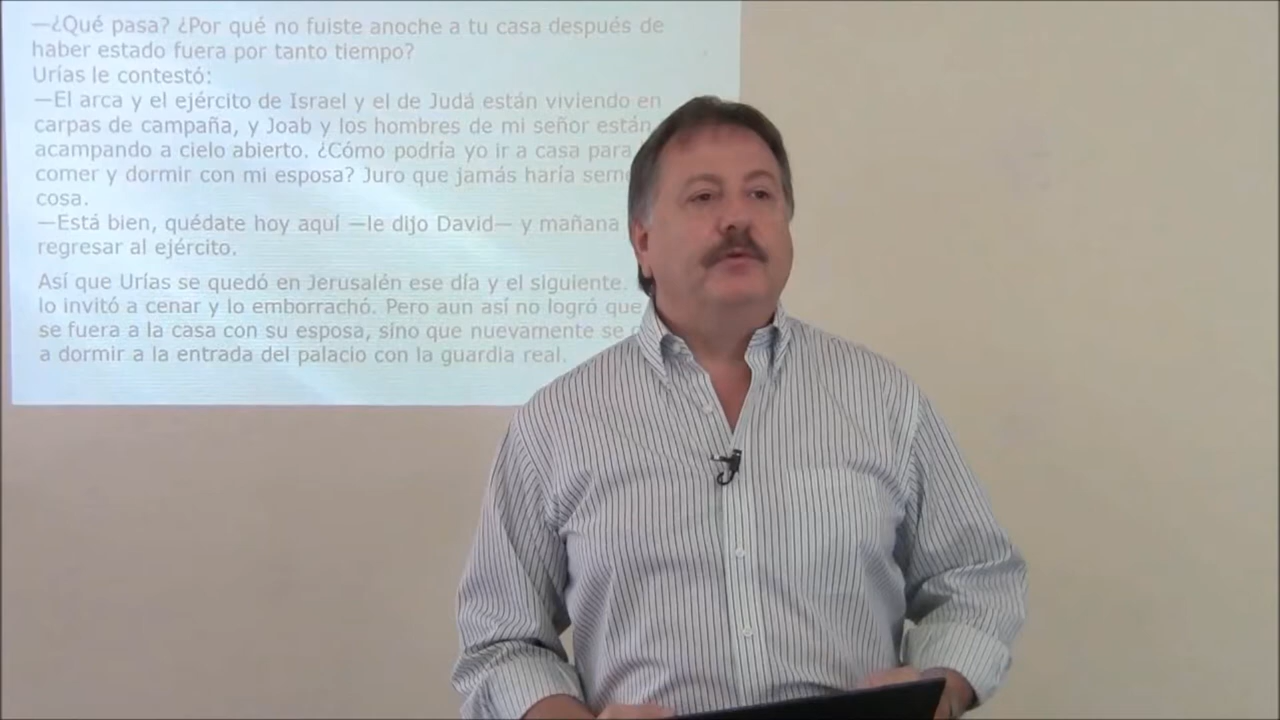 —¿Qué pasa? ¿Por qué no fuiste anoche a tu casa después de
haber estado fuera por tanto tiempo?
Urías le contestó:
—El arca y el ejército de Israel y el de Judá están viviendo en
carpas de campaña, y Joab y los hombres de mi señor están
acampando a cielo abierto. ¿Cómo podría yo ir a casa para
comer y dormir con mi esposa? Juro que jamás haría
cosa.
—Está bien, quédate hoy aquí —le dijo David— y mañana
regresar al ejército.
Así que Urías se quedó en Jerusalén ese día y el siguiente.
lo invitó a cenar y lo emborrachó. Pero aun así no logró que
se fuera a la casa con su esposa, sino que nuevamente se
a dormir a la entrada del palacio con la guardia real.